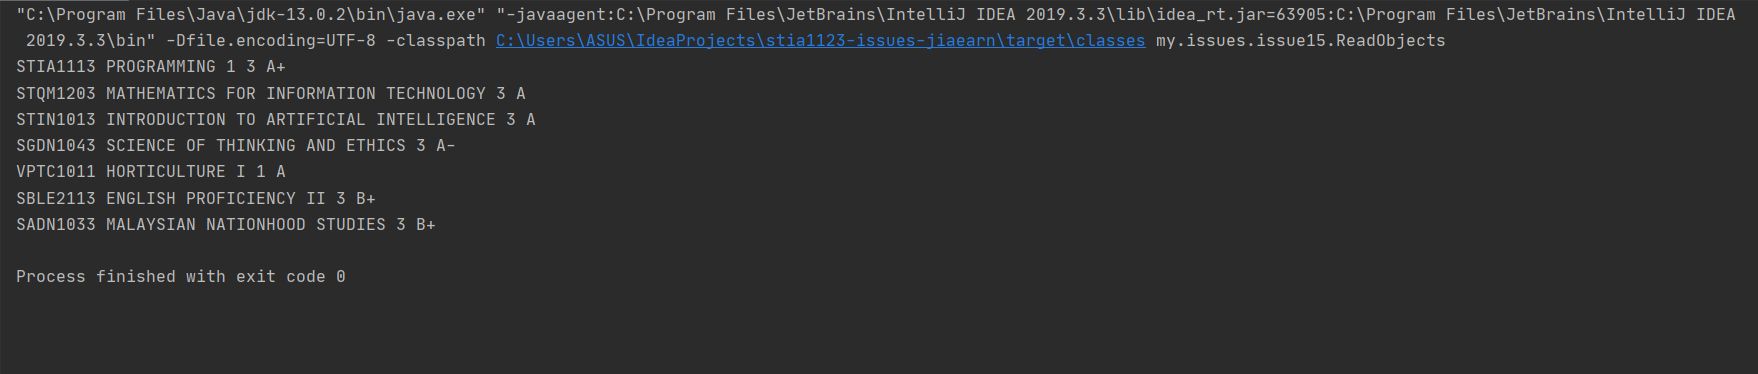 "C:\Program Files\Java\jdk-13.0.2\bin\java.exe" "-javaagent:C:\Program Files\JetBrains\IntelliJ IDEA 2019.3.3\lib\idea_rt.jar=63905:C:\Program Files\JetBrains\IntelliJ IDEA
2019.3.3\bin" -Dfile.encoding=UTF-8 -classpath C:\Users\ASUS\IdeaProjects\stia1123-issues-jiaearn\target\classes my.issues.issue15.ReadObjects
STIA1113 PROGRAMMING 1 3 A+
STQM1203 MATHEMATICS FOR INFORMATION TECHNOLOGY 3 A
STIN1013 INTRODUCTION TO ARTIFICIAL INTELLIGENCE 3 A
SGDN1043 SCIENCE OF THINKING AND ETHICS 3 A-
VPTC1011 HORTICULTURE I 1 A
SBLE2113 ENGLISH PROFICIENCY II 3 B+
SADN1033 MALAYSIAN NATIONHOOD STUDIES 3 B+
Process finished with exit code 0